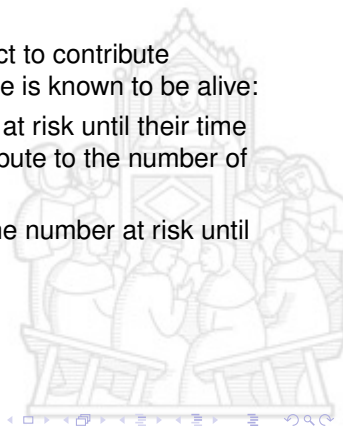 ct to contribute
e is known to be alive:
at risk until their time
bute to the number of
ne number at risk until